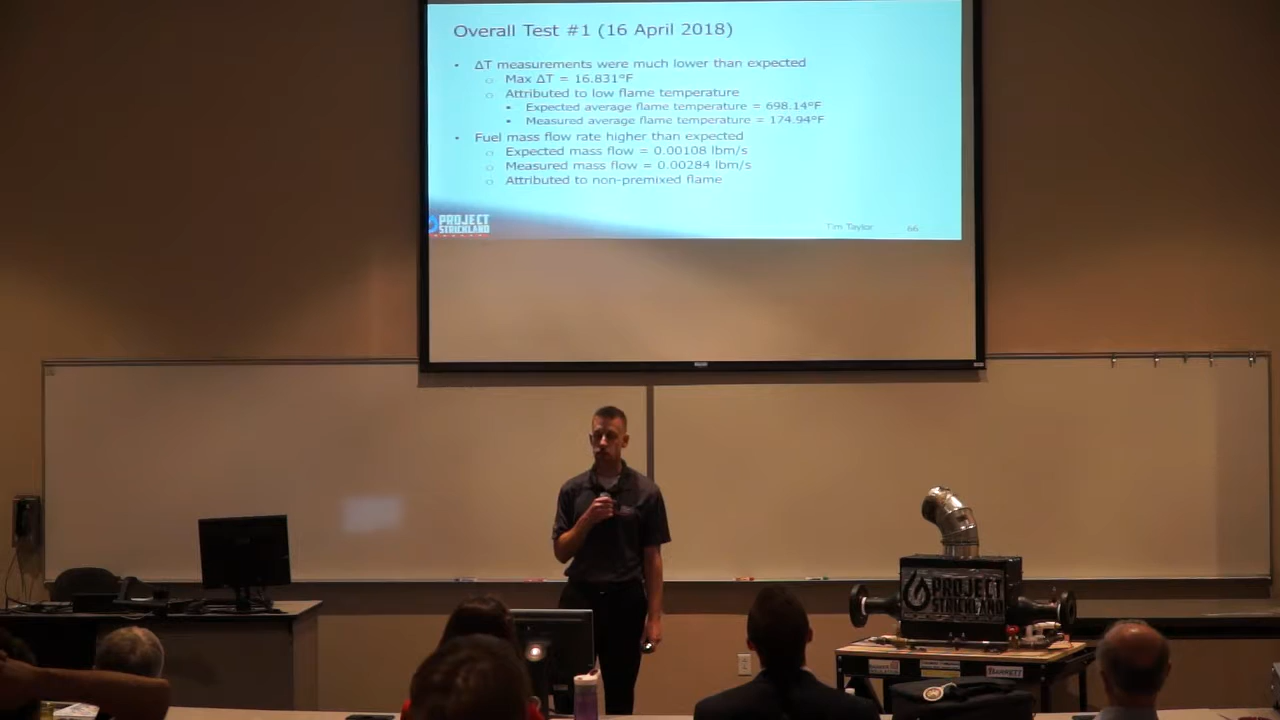 Overall Test #1 (16 April 2018)
• ΔT measurements were much lower than expected
○ Max ΔT = 16.831°F
○ Attributed to low flame temperature
▪ Expected average flame temperature = 698.14°F
▪ Measured average flame temperature = 174.94°F
• Fuel mass flow rate higher than expected
○ Expected mass flow = 0.00108 lbm/s
○ Measured mass flow = 0.00284 lbm/s
○ Attributed to non-premixed flame
PROJECT
STRICKLAND
Tim Taylor
66
PROJECT
STRICKLAND